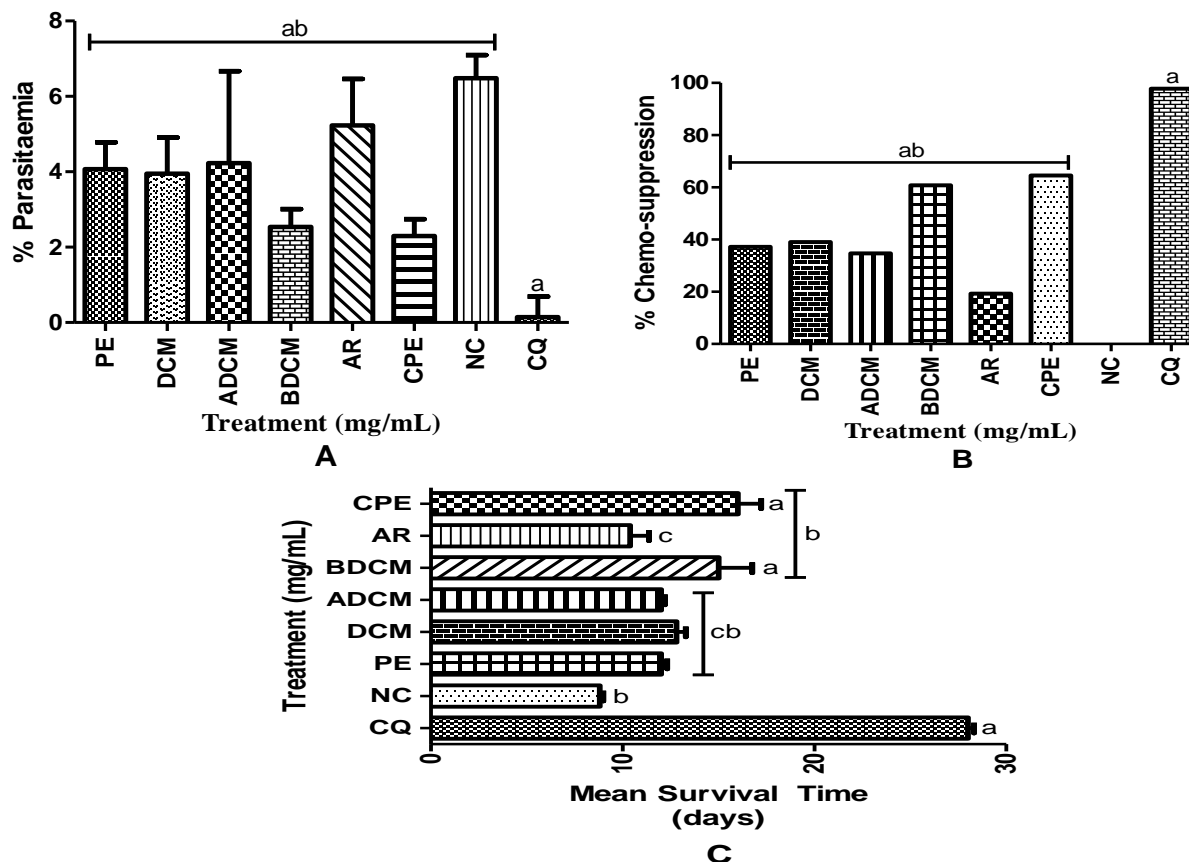 ab
8
6
4
2
0
% Parasitaemia
a
PE
DCM
ADCM
BDCM
AR
CPE
NC
CQ
Treatment (mg/mL)
A
a
ab
100
80
60
40
20
0
% Chemo-suppression
PE
DCM
ADCM
BDCM
AR
CPE
NC
CQ
Treatment (mg/mL)
B
Treatment (mg/mL)
CPE
a
AR
c
b
BDCM
a
ADCM
DCM
cb
PE
NC
b
CQ
a
0
10
20
30
Mean Survival Time
(days)
C